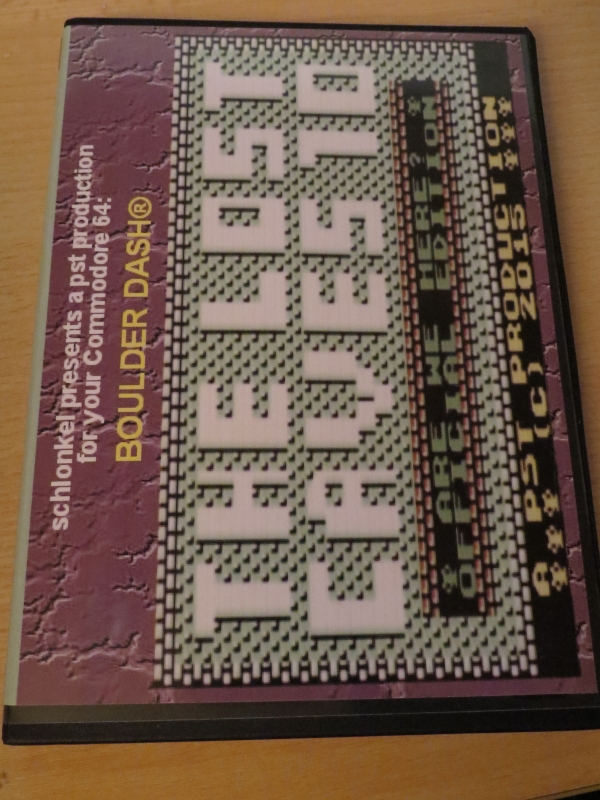 schlonkel presents a pst production
for your Commodore 64:
BOULDER DASH®
THE LOST
CAVES 10
ARE WE HERE?
OFFICIAL EDITION
A PST PRODUCTION
(C) 2015